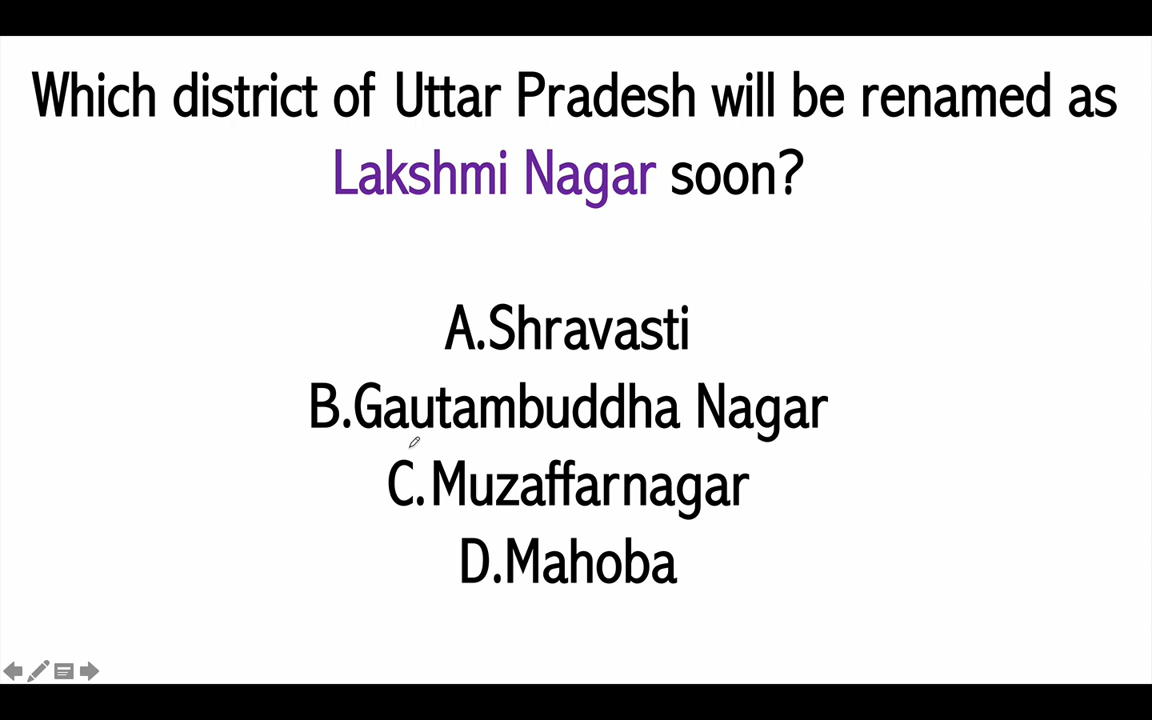 Which district of Uttar Pradesh will be renamed as
Lakshmi Nagar soon?
A.Shravasti
B.Gautambuddha Nagar
C.Muzaffarnagar
D.Mahoba